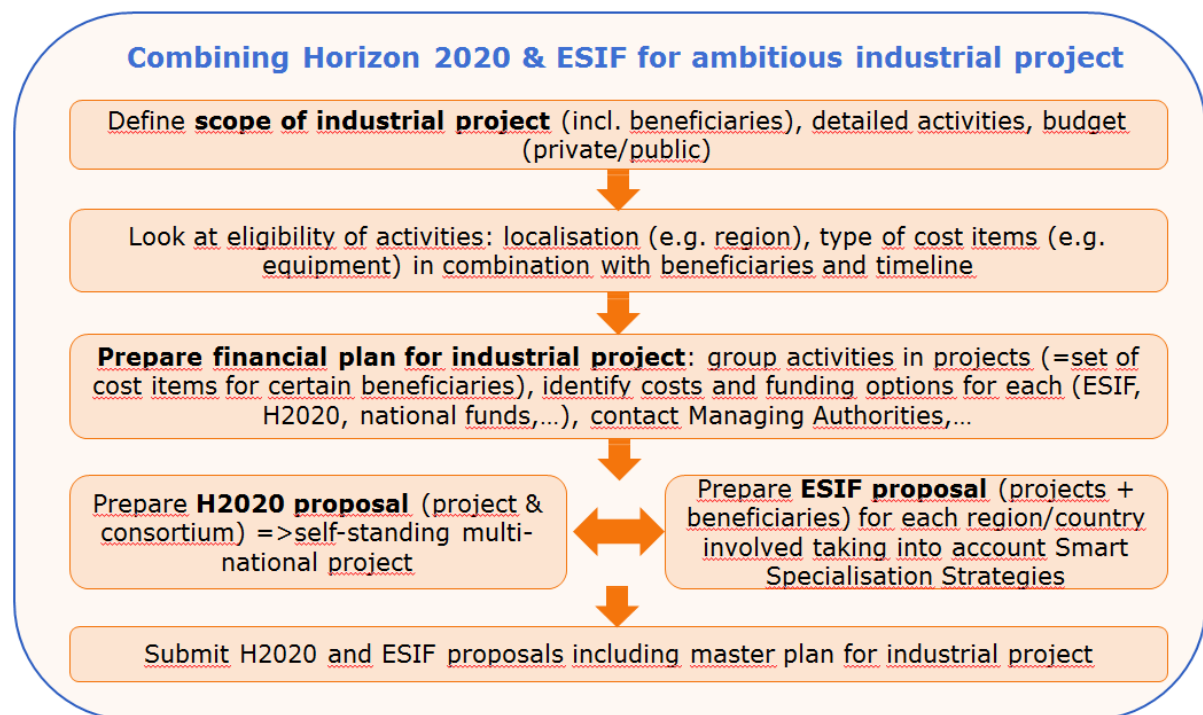 Combining Horizon 2020 & ESIF for ambitious industrial project
Define scope of industrial project (incl. beneficiaries), detailed activities, budget
(private/public)
Look at eligibility of activities: localisation (e.g. region), type of cost items (e.g.
equipment) in combination with beneficiaries and timeline
Prepare financial plan for industrial project: group activities in projects (=set of
cost items for certain beneficiaries), identify costs and funding options for each (ESIF,
H2020, national funds,...), contact Managing Authorities,...
Prepare H2020 proposal (project &
consortium) =>self-standing multi-
national project
Prepare ESIF proposal (projects +
beneficiaries) for each region/country
involved taking into account Smart
Specialisation Strategies
Submit H2020 and ESIF proposals including master plan for industrial project